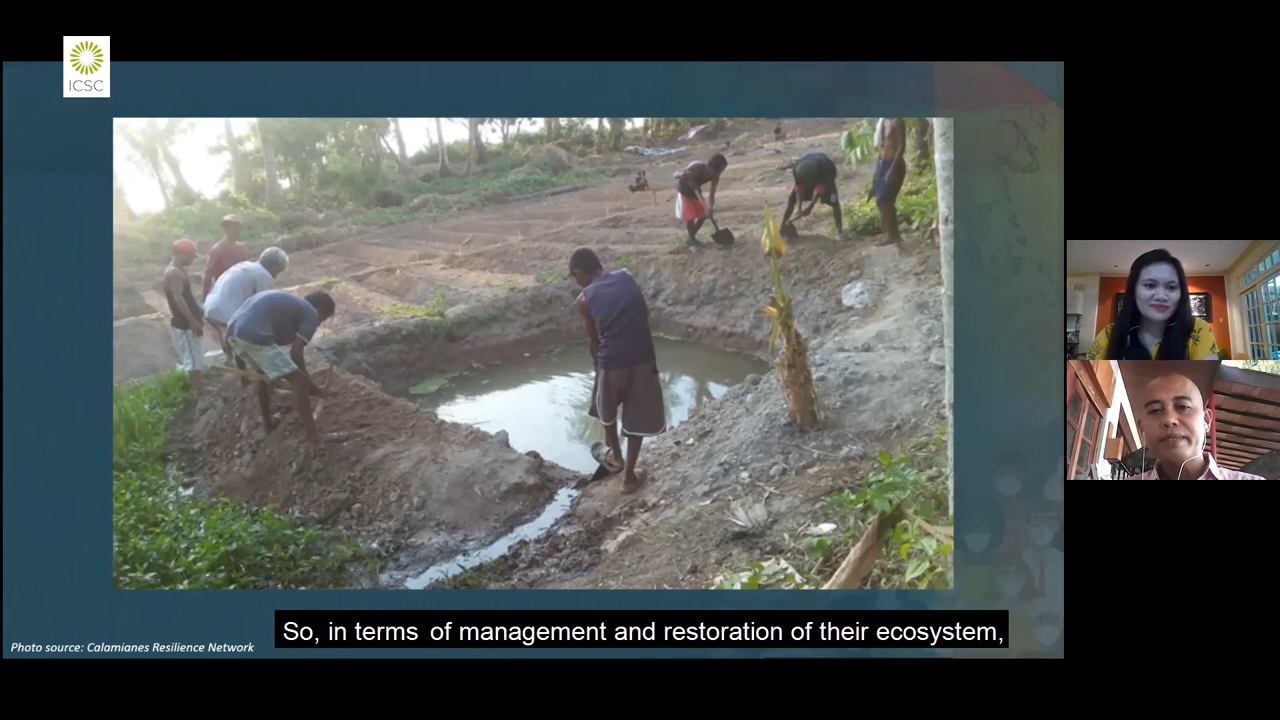 ICSC
So, in terms of management and restoration of their ecosystem,
Photo source: Calamianes Resilience Network